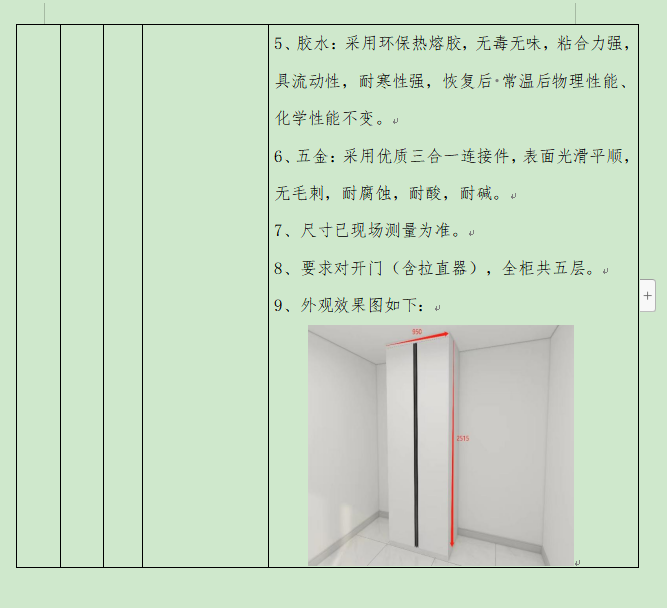 5、胶水：采用环保热熔胶，无毒无味，粘合力强，
具流动性，耐寒性强，恢复后·常温后物理性能、
化学性能不变。
6、五金：采用优质三合一连接件，表面光滑平顺，
无毛刺，耐腐蚀，耐酸，耐碱。
7、尺寸已现场测量为准。
8、要求对开门（含拉直器），全柜共五层。
9、外观效果图如下：
950
2515